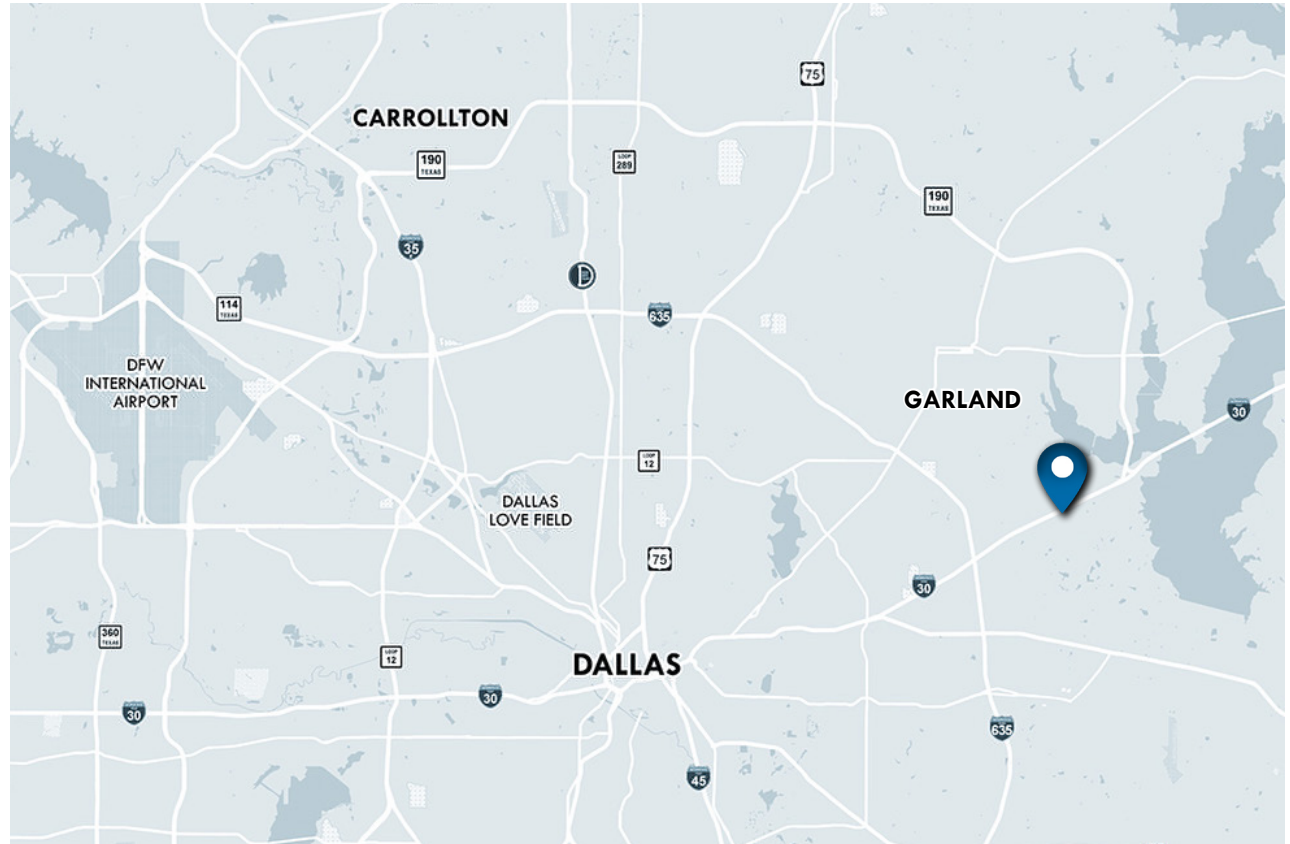 75
CARROLLTON
190
TEXAS
LOOP
289
190
TEXAS
35
D
114
TEXAS
635
DFW
INTERNATIONAL
AIRPORT
GARLAND
30
LOOP
12
DALLAS
LOVE FIELD
75
30
360
TEXAS
LOOP
12
DALLAS
30
30
635
45